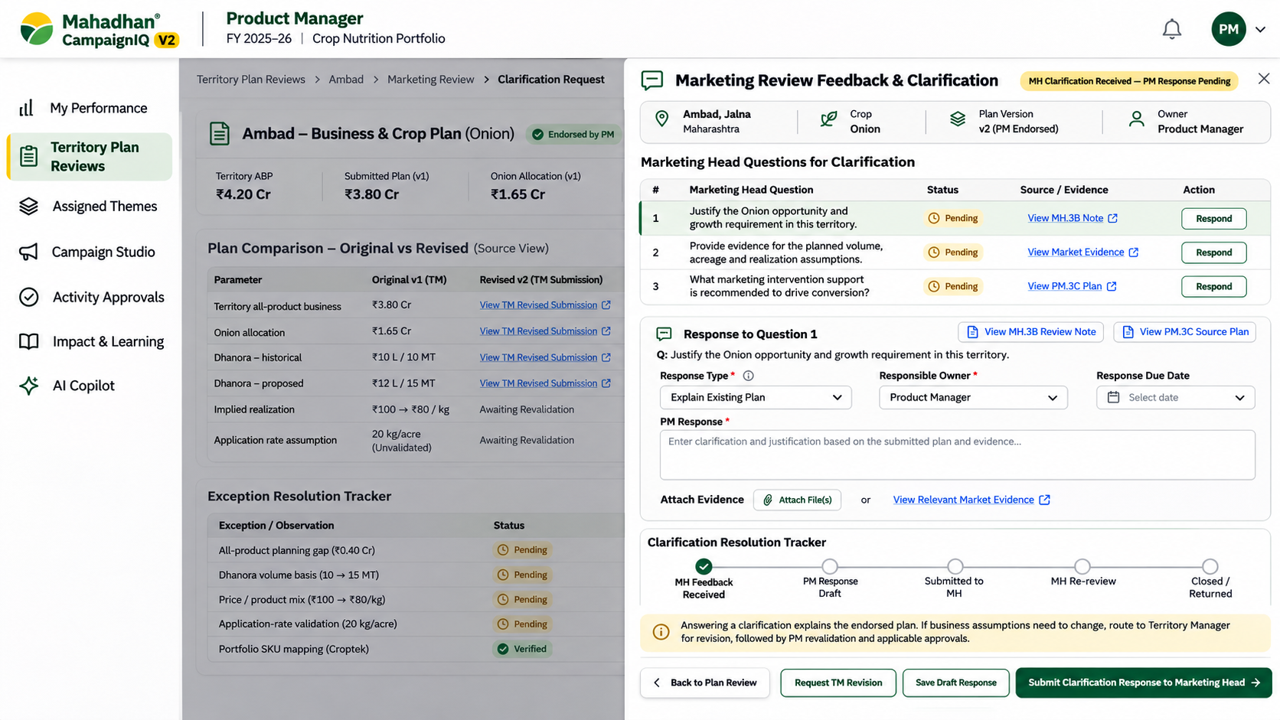 Mahadhan®
CampaignIQ V2
Product Manager
FY 2025–26 | Crop Nutrition Portfolio
PM
My Performance
Territory Plan
Reviews
Assigned Themes
Campaign Studio
Activity Approvals
Impact & Learning
AI Copilot
Territory Plan Reviews > Ambad > Marketing Review > Clarification Request
Ambad – Business & Crop Plan (Onion) Endorsed by PM
Territory ABP Submitted Plan (v1) Onion Allocation (v1)
₹4.20 Cr ₹3.80 Cr ₹1.65 Cr
Plan Comparison – Original vs Revised (Source View)
Parameter Original v1 (TM) Revised v2 (TM Submission)
Territory all-product business ₹3.80 Cr View TM Revised Submission
Onion allocation ₹1.65 Cr View TM Revised Submission
Dhanora – historical ₹10 L / 10 MT View TM Revised Submission
Dhanora – proposed ₹12 L / 15 MT View TM Revised Submission
Implied realization ₹100 → ₹80 / kg Awaiting Revalidation
Application rate assumption 20 kg/acre Awaiting Revalidation
(Unvalidated)
Exception Resolution Tracker
Exception / Observation Status
All-product planning gap (₹0.40 Cr) Pending
Dhanora volume basis (10 → 15 MT) Pending
Price / product mix (₹100 → ₹80/kg) Pending
Application-rate validation (20 kg/acre) Pending
Portfolio SKU mapping (Croptek) Verified
Marketing Review Feedback & Clarification MH Clarification Received — PM Response Pending
Ambad, Jalna Crop Plan Version Owner
Maharashtra Onion v2 (PM Endorsed) Product Manager
Marketing Head Questions for Clarification
# Marketing Head Question Status Source / Evidence Action
1 Justify the Onion opportunity and Pending View MH.3B Note Respond
growth requirement in this territory.
2 Provide evidence for the planned volume, Pending View Market Evidence Respond
acreage and realization assumptions.
3 What marketing intervention support Pending View PM.3C Plan Respond
is recommended to drive conversion?
Response to Question 1 View MH.3B Review Note View PM.3C Source Plan
Q: Justify the Onion opportunity and growth requirement in this territory.
Response Type * Responsible Owner * Response Due Date
Explain Existing Plan Product Manager Select date
PM Response *
Enter clarification and justification based on the submitted plan and evidence...
Attach Evidence Attach File(s) or View Relevant Market Evidence
Clarification Resolution Tracker
MH Feedback PM Response Submitted to MH Re-review Closed /
Received Draft MH Returned
Answering a clarification explains the endorsed plan. If business assumptions need to change, route to Territory Manager
for revision, followed by PM revalidation and applicable approvals.
Back to Plan Review Request TM Revision Save Draft Response Submit Clarification Response to Marketing Head →